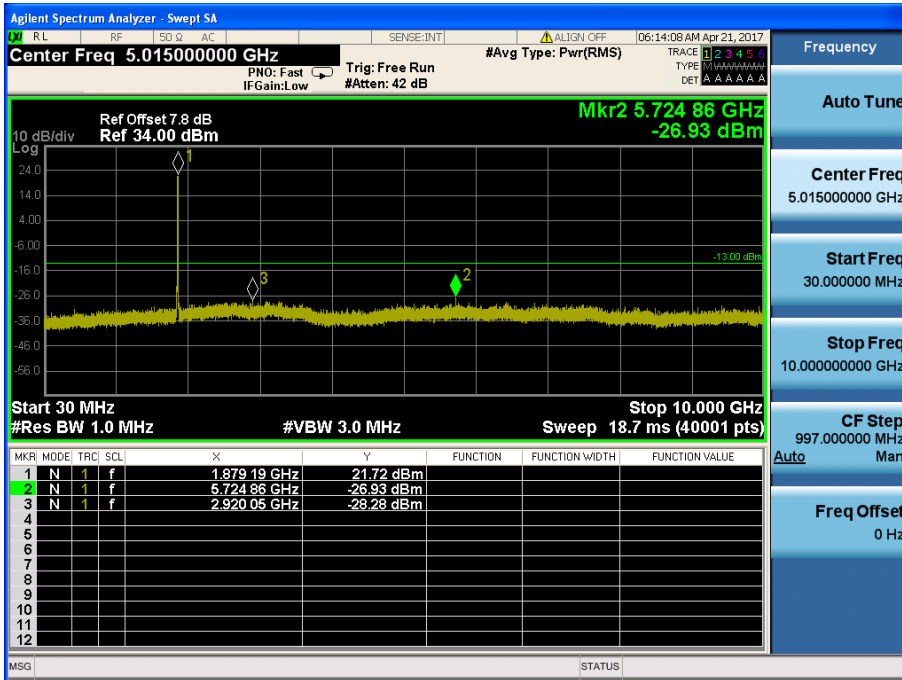 Agilent Spectrum Analyzer - Swept SA
LXI RL RF 50 Ω AC SENSE:INT ALIGN OFF 06:14:08 AM Apr 21, 2017
Center Freq 5.015000000 GHz
#Avg Type: Pwr(RMS)
TRACE 1 2 3 4 5 6
PNO: Fast
Trig: Free Run
TYPE M WWWWW
IFGain:Low
#Atten: 42 dB
DET A A A A A A
Mkr2 5.724 86 GHz
Ref Offset 7.8 dB
-26.93 dBm
10 dB/div
Ref 34.00 dBm
Log
1
24.0
14.0
4.00
-6.00
-13.00 dBm
-16.0
3
2
-26.0
-36.0
-46.0
-56.0
Start 30 MHz
Stop 10.000 GHz
#Res BW 1.0 MHz
#VBW 3.0 MHz
Sweep 18.7 ms (40001 pts)
MKR MODE TRC SCL X Y FUNCTION FUNCTION WIDTH FUNCTION VALUE
1 N 1 f 1.879 19 GHz 21.72 dBm
2 N 1 f 5.724 86 GHz -26.93 dBm
3 N 1 f 2.920 05 GHz -28.28 dBm
4
5
6
7
8
9
10
11
12
MSG
STATUS
Frequency
Auto Tune
Center Freq
5.015000000 GHz
Start Freq
30.000000 MHz
Stop Freq
10.000000000 GHz
CF Step
997.000000 MHz
Auto Man
Freq Offset
0 Hz